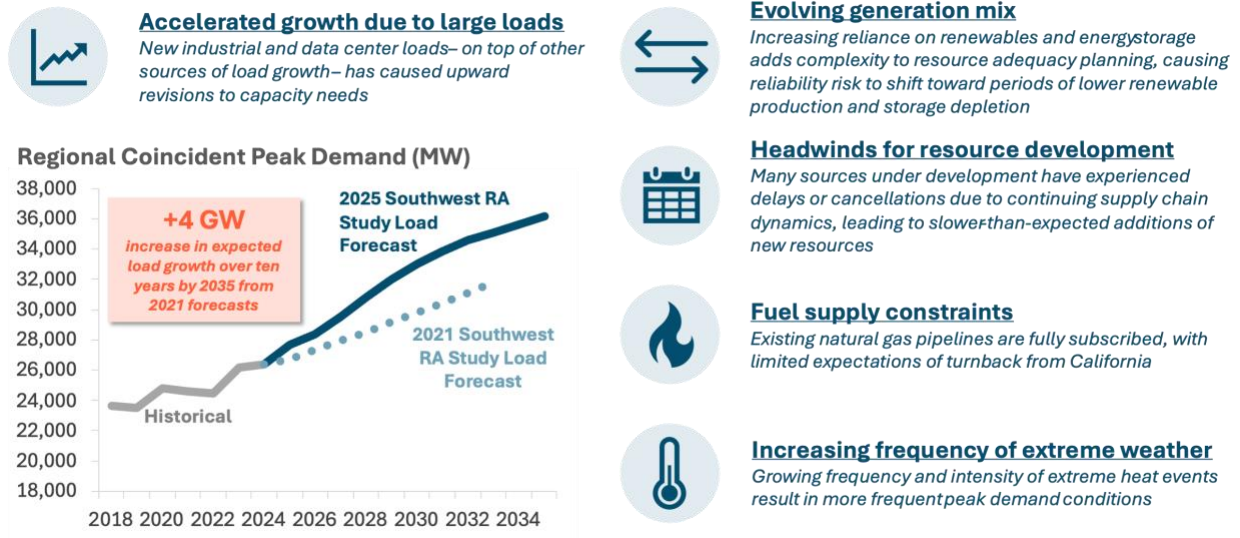 Accelerated growth due to large loads
New industrial and data center loads– on top of other
sources of load growth– has caused upward
revisions to capacity needs
Regional Coincident Peak Demand (MW)
38,000
36,000
34,000
32,000
30,000
28,000
26,000
24,000
22,000
20,000
18,000
+4 GW
increase in expected
load growth over ten
years by 2035 from
2021 forecasts
2025 Southwest RA
Study Load
Forecast
2021 Southwest
RA Study Load
Forecast
Historical
2018 2020 2022 2024 2026 2028 2030 2032 2034
Evolving generation mix
Increasing reliance on renewables and energystorage
adds complexity to resource adequacy planning, causing
reliability risk to shift toward periods of lower renewable
production and storage depletion
Headwinds for resource development
Many sources under development have experienced
delays or cancellations due to continuing supply chain
dynamics, leading to slower-than-expected additions of
new resources
Fuel supply constraints
Existing natural gas pipelines are fully subscribed, with
limited expectations of turnback from California
Increasing frequency of extreme weather
Growing frequency and intensity of extreme heat events
result in more frequent peak demand conditions